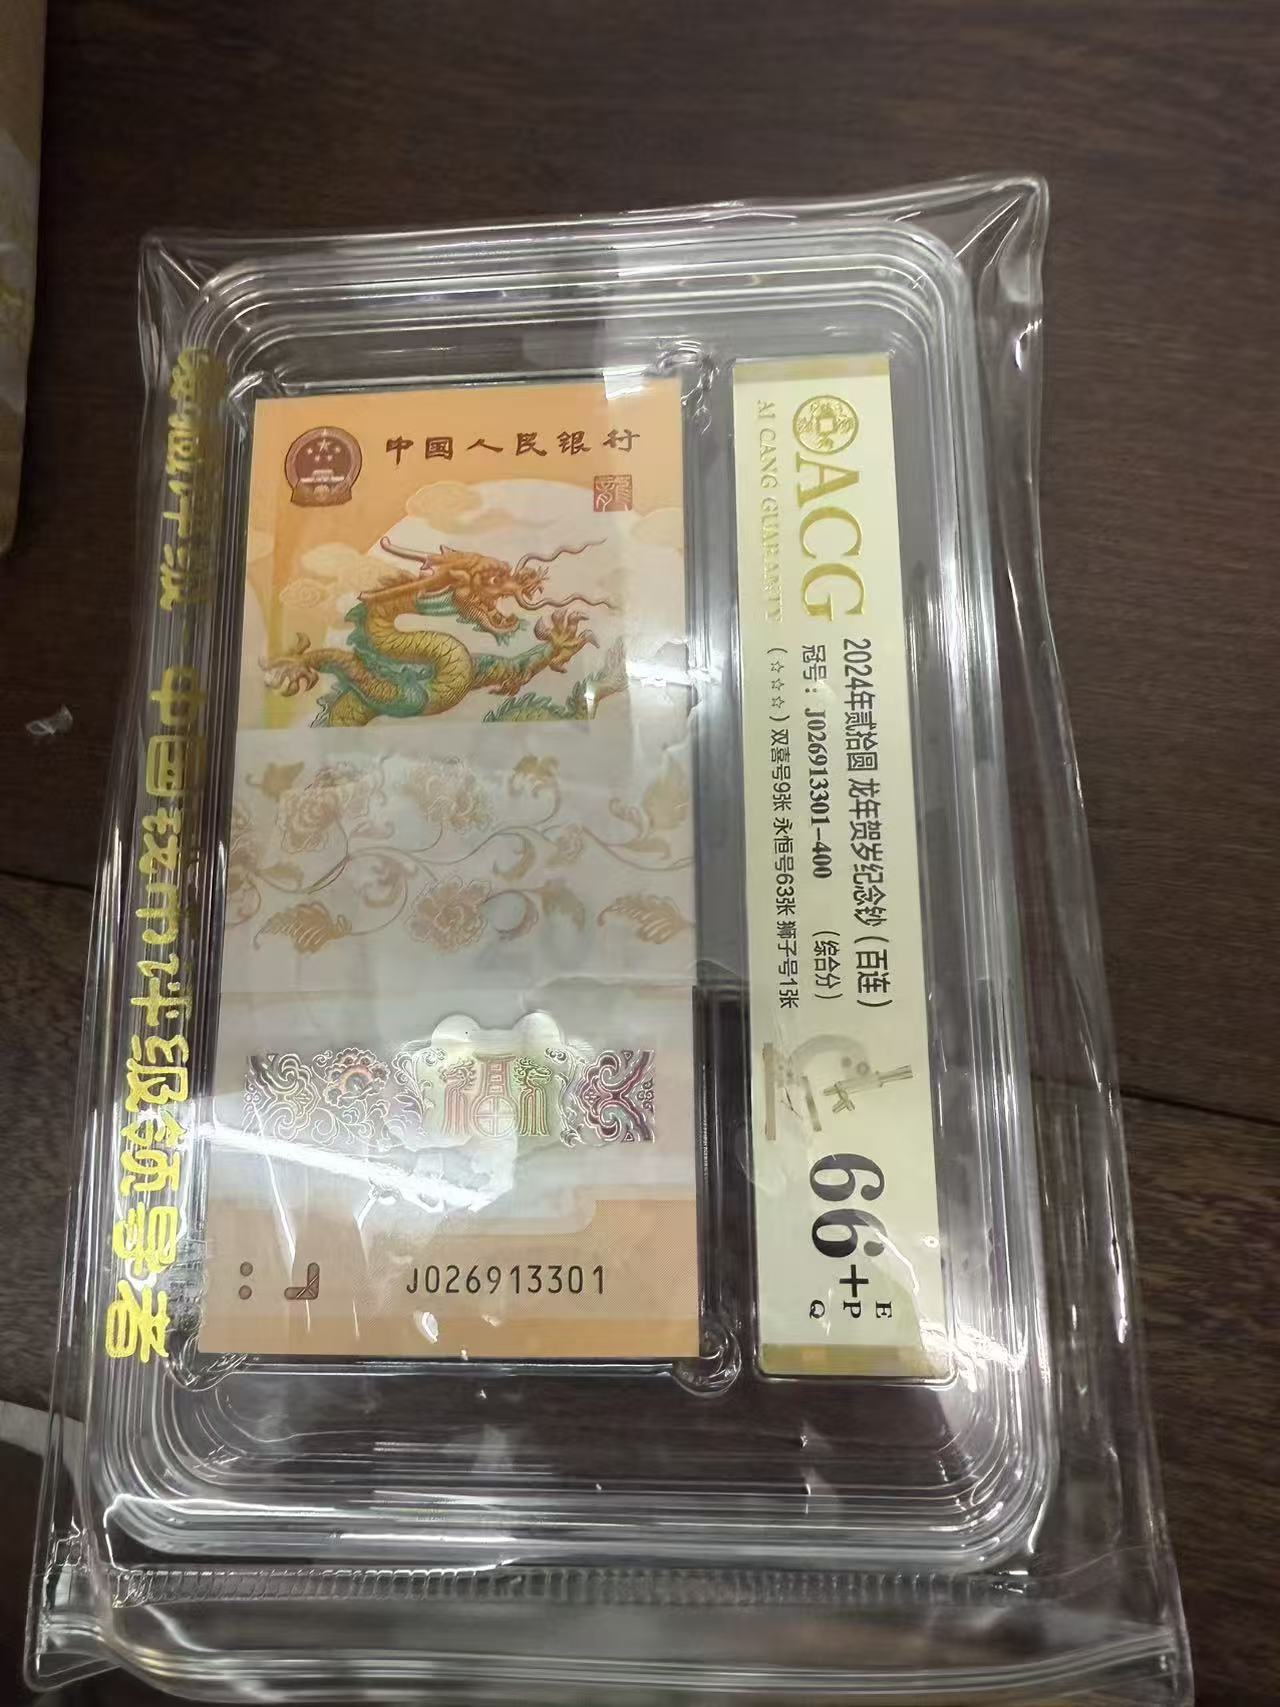 中国人民银行
龍
福
J026913301
ACG
AI CANG GUARANTY
2024年贰拾圆 龙年贺岁纪念钞（百连）
冠号：J026913301-400 （综合分）
（☆☆☆）双喜号9张 永恒号63张 狮子号1张
66+
E
P
Q
中国钱币评级领导者